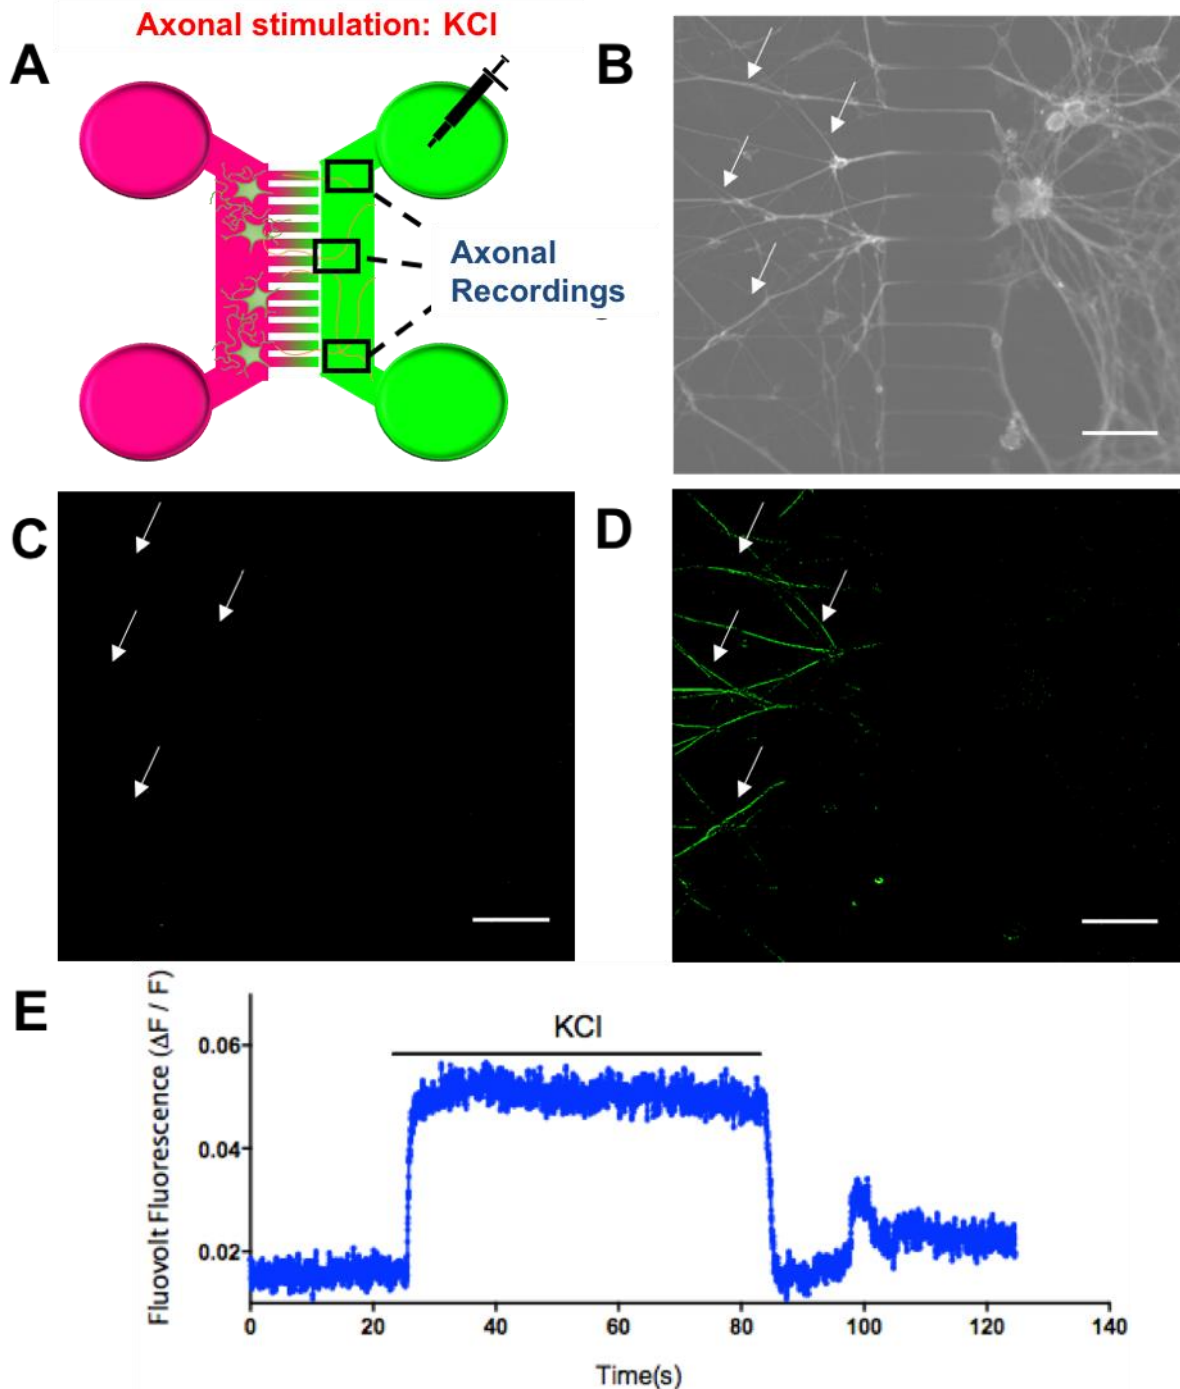 Axonal stimulation: KCl
A
B
Axonal
Recordings
C
D
E
KCl
Fluovolt Fluorescence (ΔF / F)
0.06
0.04
0.02
0
20
40
60
80
100
120
140
Time(s)